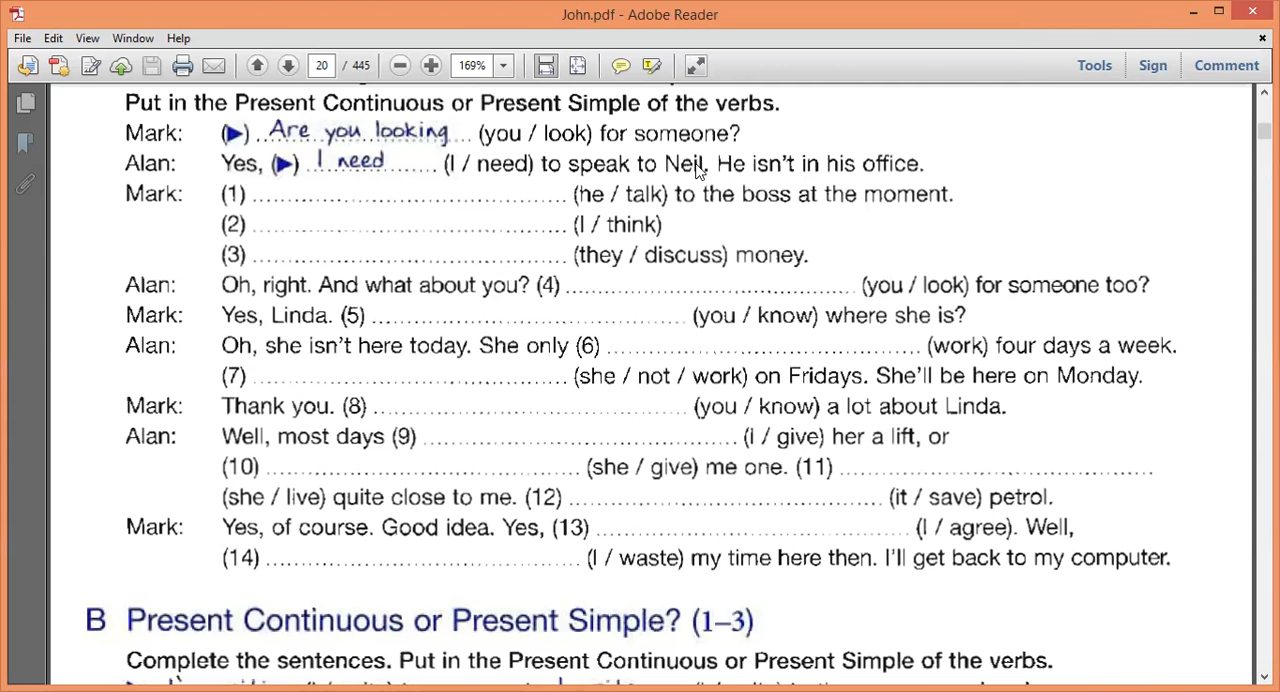 John.pdf - Adobe Reader
File Edit View Window Help
20 / 445 169% Tools Sign Comment
Put in the Present Continuous or Present Simple of the verbs.
Mark: (▶) ..Are you looking... (you / look) for someone?
Alan: Yes, (▶) ..I need........ (I / need) to speak to Neil. He isn't in his office.
Mark: (1) .................................................... (he / talk) to the boss at the moment.
(2) .................................................... (I / think)
(3) .................................................... (they / discuss) money.
Alan: Oh, right. And what about you? (4) ............................................... (you / look) for someone too?
Mark: Yes, Linda. (5) .................................................... (you / know) where she is?
Alan: Oh, she isn't here today. She only (6) .................................................... (work) four days a week.
(7) .................................................... (she / not / work) on Fridays. She'll be here on Monday.
Mark: Thank you. (8) .................................................... (you / know) a lot about Linda.
Alan: Well, most days (9) .................................................... (I / give) her a lift, or
(10) .................................................... (she / give) me one. (11) ....................................................
(she / live) quite close to me. (12) .................................................... (it / save) petrol.
Mark: Yes, of course. Good idea. Yes, (13) .................................................... (I / agree). Well,
(14) .................................................... (I / waste) my time here then. I'll get back to my computer.
B Present Continuous or Present Simple? (1–3)
Complete the sentences. Put in the Present Continuous or Present Simple of the verbs.